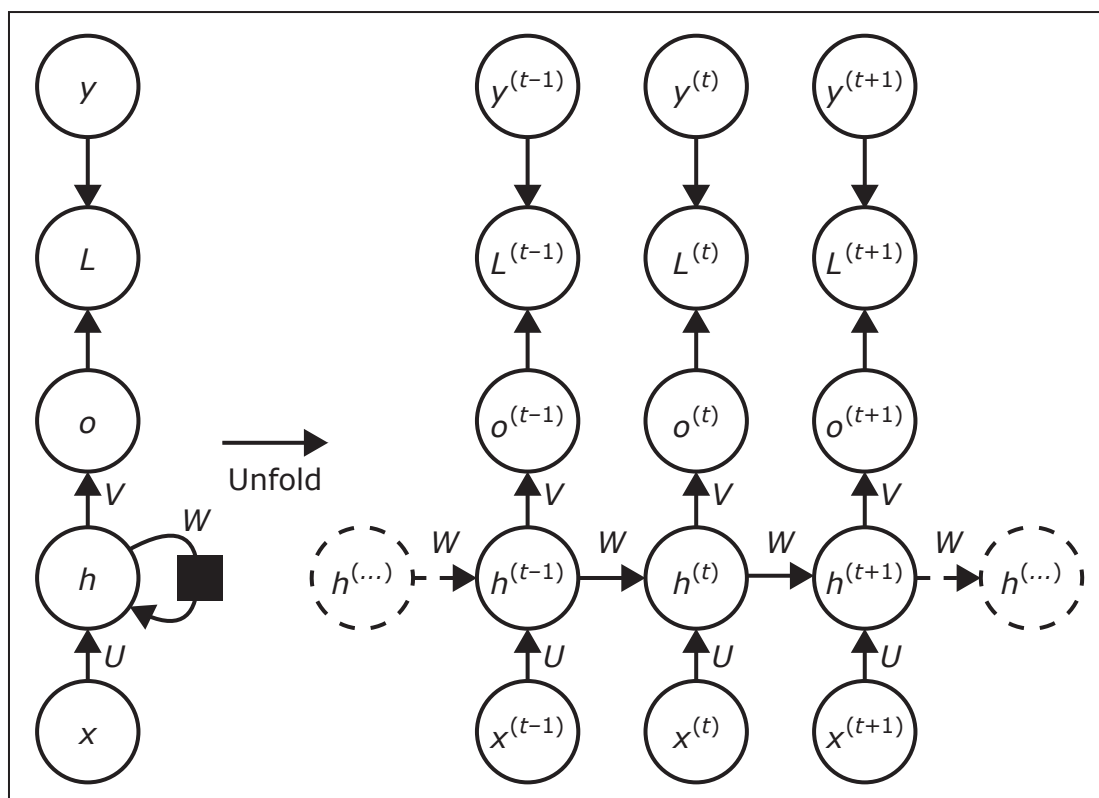 y y^(t–1) y^(t) y^(t+1)
L L^(t–1) L^(t) L^(t+1)
o o^(t–1) o^(t) o^(t+1)
Unfold
V V V V
W W W W W
h h^(...) h^(t–1) h^(t) h^(t+1) h^(...)
U U U U
x x^(t–1) x^(t) x^(t+1)